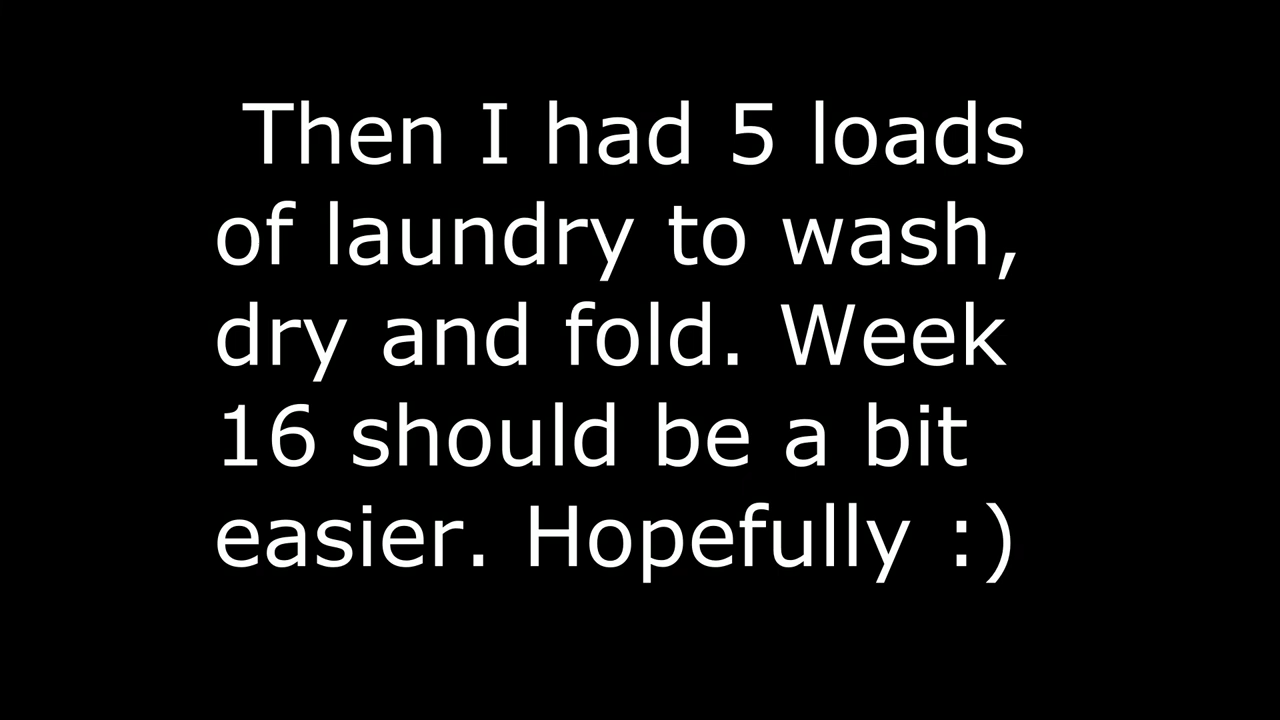 Then I had 5 loads
of laundry to wash,
dry and fold. Week
16 should be a bit
easier. Hopefully :)